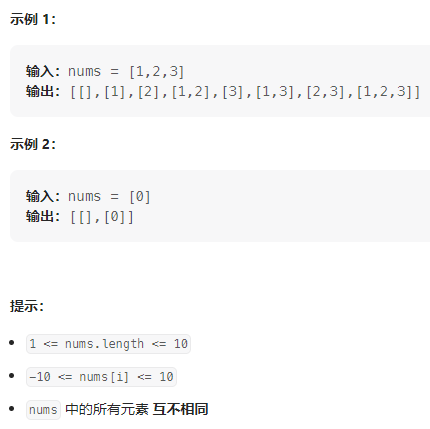 示例 1：
输入：nums = [1,2,3]
输出：[[],[1],[2],[1,2],[3],[1,3],[2,3],[1,2,3]]
示例 2：
输入：nums = [0]
输出：[[],[0]]
提示：
1 <= nums.length <= 10
-10 <= nums[i] <= 10
nums 中的所有元素 互不相同